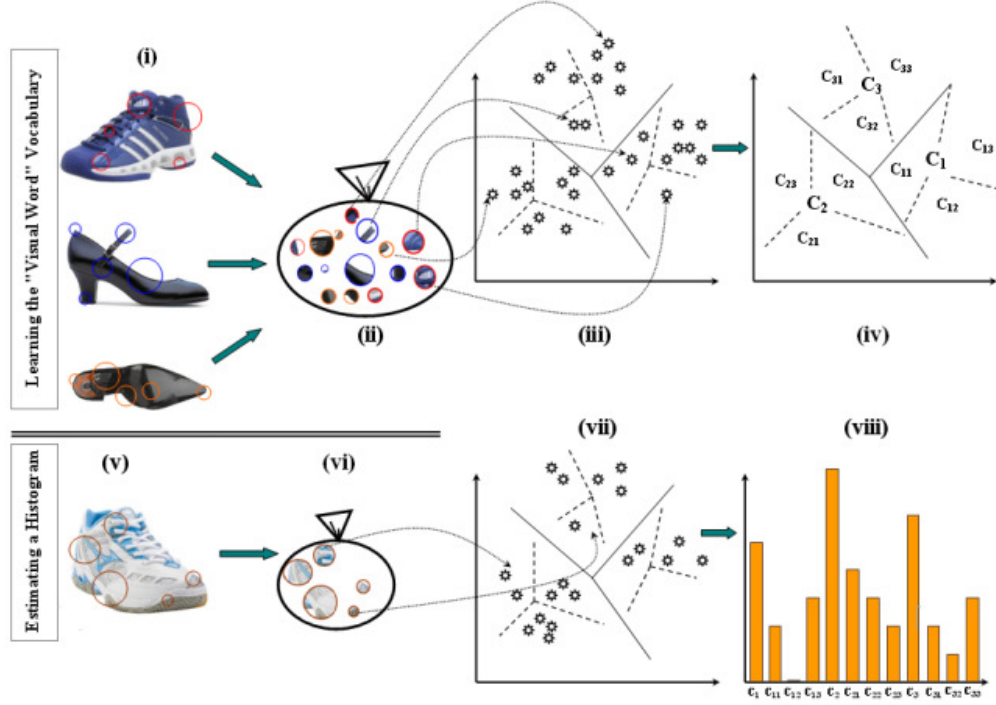 Learning the "Visual Word" Vocabulary
(i)
(ii)
(iii)
(iv)
C31
C33
C3
C32
C11
C1
C13
C23
C22
C2
C12
C21
Estimating a Histogram
(v)
(vi)
(vii)
(viii)
C1 C11 C12 C13 C2 C21 C22 C23 C3 C31 C32 C33